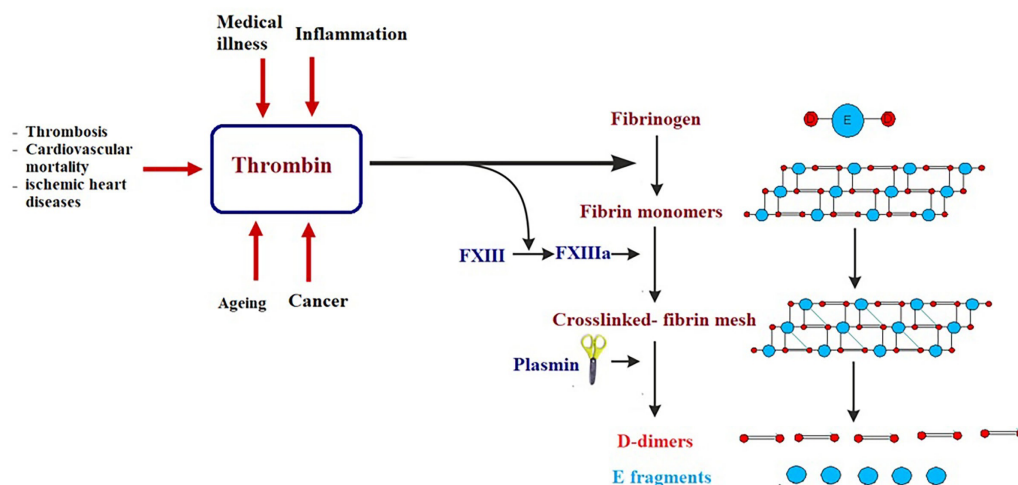 Medical
illness
Inflammation
- Thrombosis
- Cardiovascular
mortality
- ischemic heart
diseases
Thrombin
Ageing
Cancer
Fibrinogen
D E D
Fibrin monomers
FXIII
FXIIIa
Crosslinked- fibrin mesh
Plasmin
D-dimers
E fragments